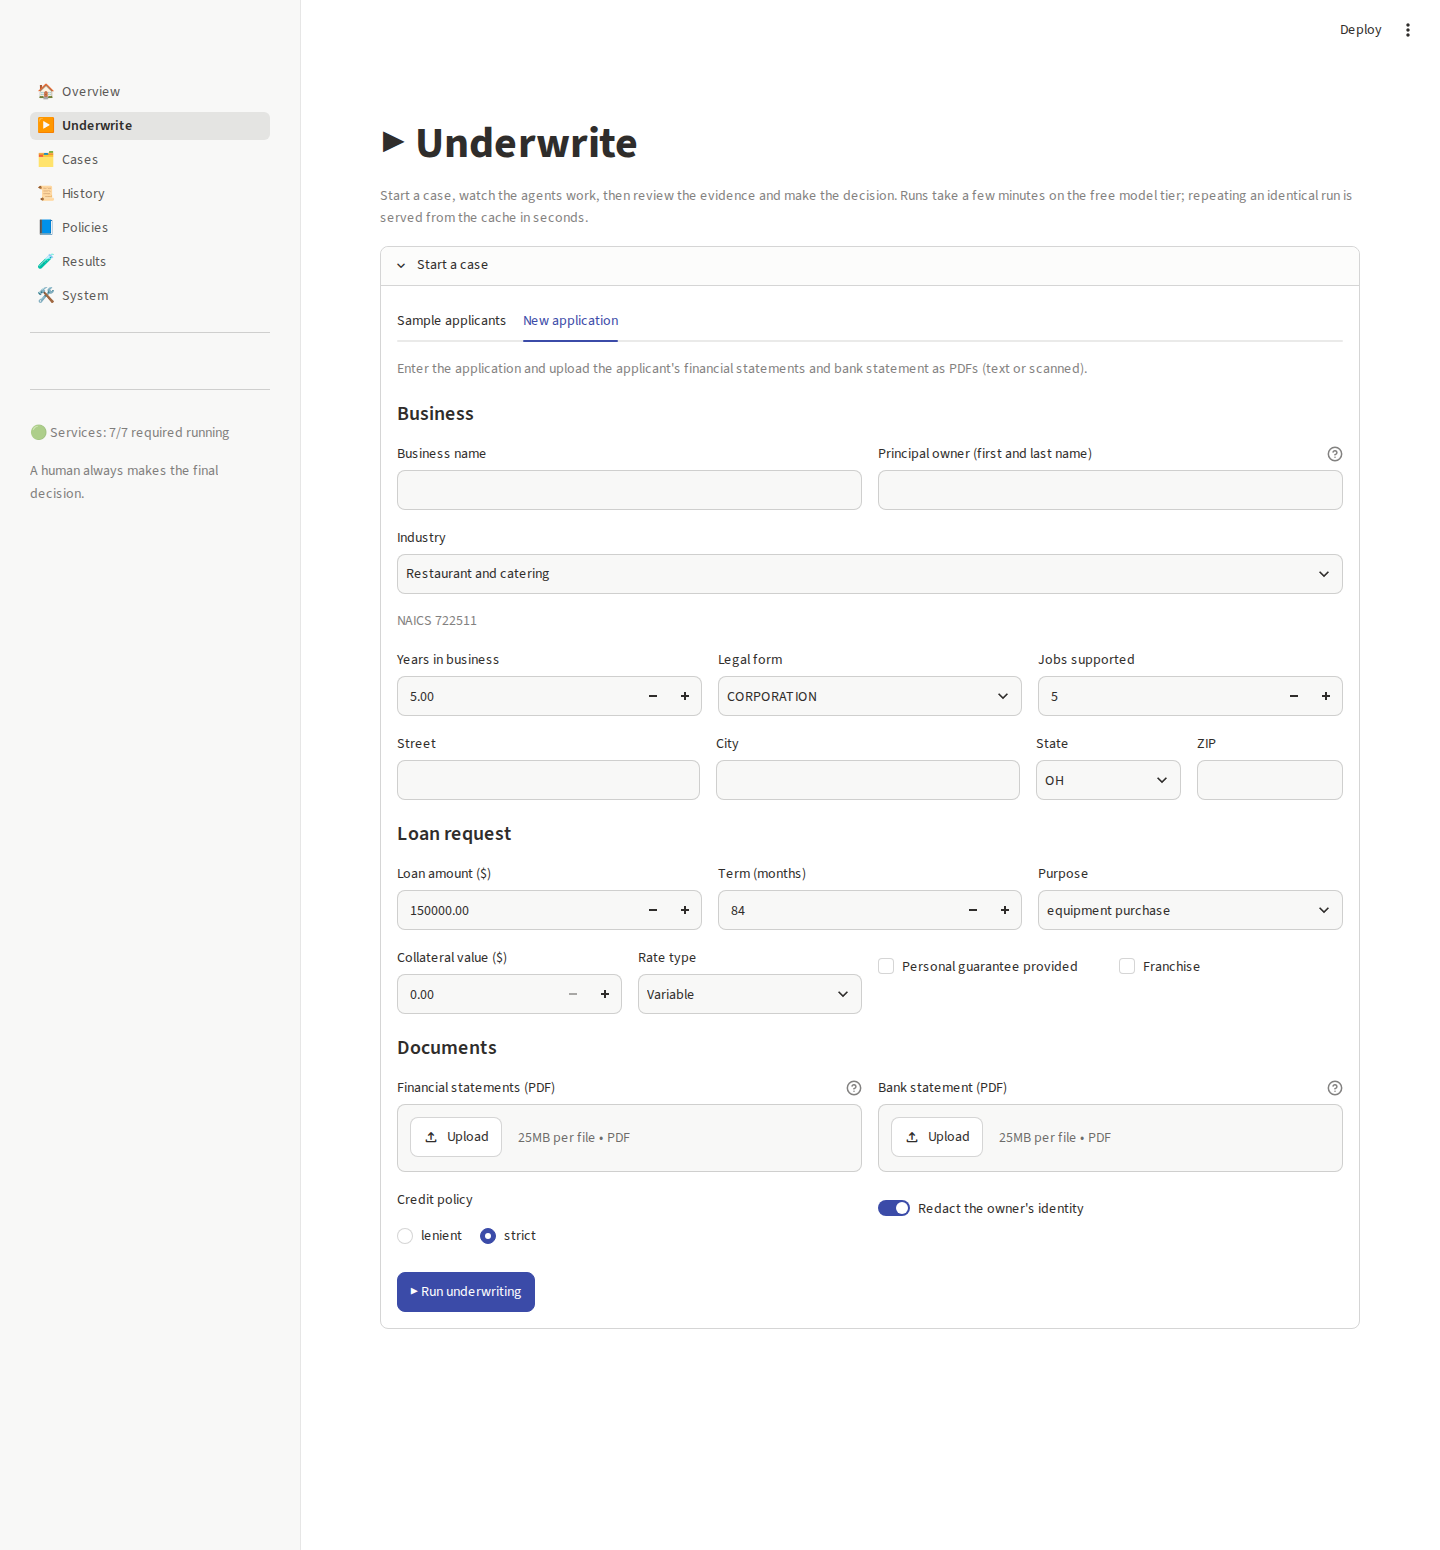 Deploy
Overview
Underwrite
Cases
History
Policies
Results
System
Services: 7/7 required running
A human always makes the final
decision.
Underwrite
Start a case, watch the agents work, then review the evidence and make the decision. Runs take a few minutes on the free model tier; repeating an identical run is
served from the cache in seconds.
Start a case
Sample applicants New application
Enter the application and upload the applicant's financial statements and bank statement as PDFs (text or scanned).
Business
Business name Principal owner (first and last name)
Industry
Restaurant and catering
NAICS 722511
Years in business Legal form Jobs supported
5.00 CORPORATION 5
Street City State ZIP
OH
Loan request
Loan amount ($) Term (months) Purpose
150000.00 84 equipment purchase
Collateral value ($) Rate type
Personal guarantee provided Franchise
0.00 Variable
Documents
Financial statements (PDF) Bank statement (PDF)
Upload 25MB per file • PDF Upload 25MB per file • PDF
Credit policy
Redact the owner's identity
lenient strict
Run underwriting